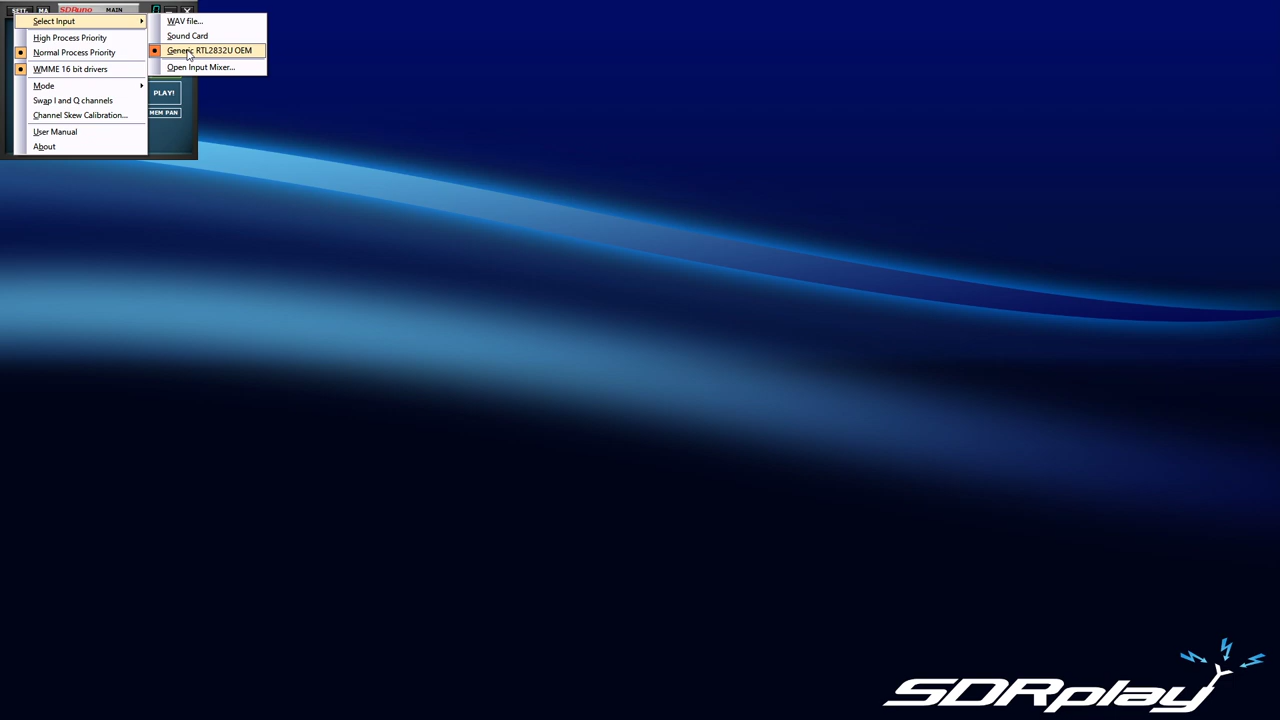 SETT. MA SDRuno MAIN
Select Input
High Process Priority
Normal Process Priority
WMME 16 bit drivers
Mode
Swap I and Q channels
Channel Skew Calibration...
User Manual
About
WAV file...
Sound Card
Generic RTL2832U OEM
Open Input Mixer...
PLAY!
MEM PAN
SDRplay